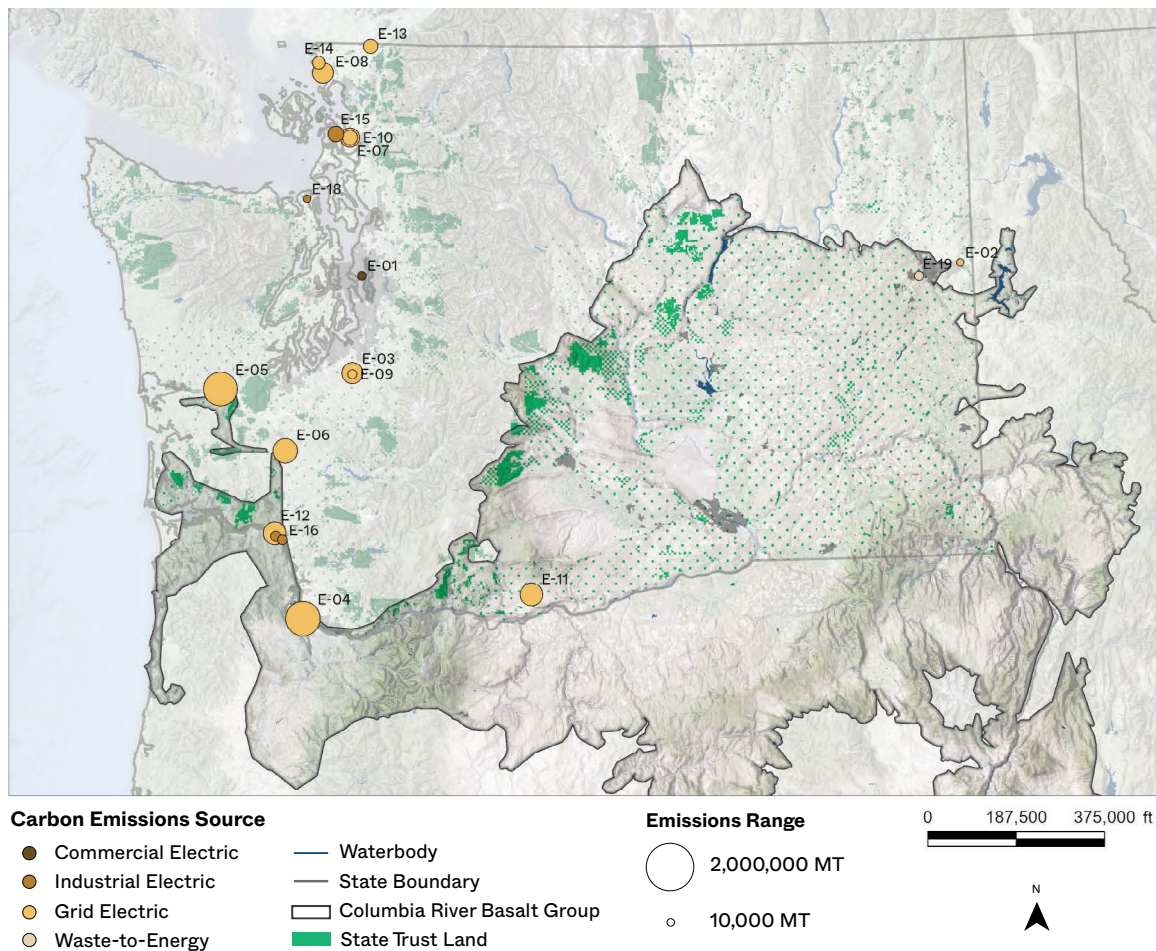 E-13
E-14
E-08
E-15
E-10
E-07
E-18
E-01
E-19
E-02
E-03
E-09
E-05
E-06
E-12
E-16
E-11
E-04
Carbon Emissions Source
Commercial Electric
Industrial Electric
Grid Electric
Waste-to-Energy
Waterbody
State Boundary
Columbia River Basalt Group
State Trust Land
Emissions Range
2,000,000 MT
10,000 MT
0 187,500 375,000 ft
N